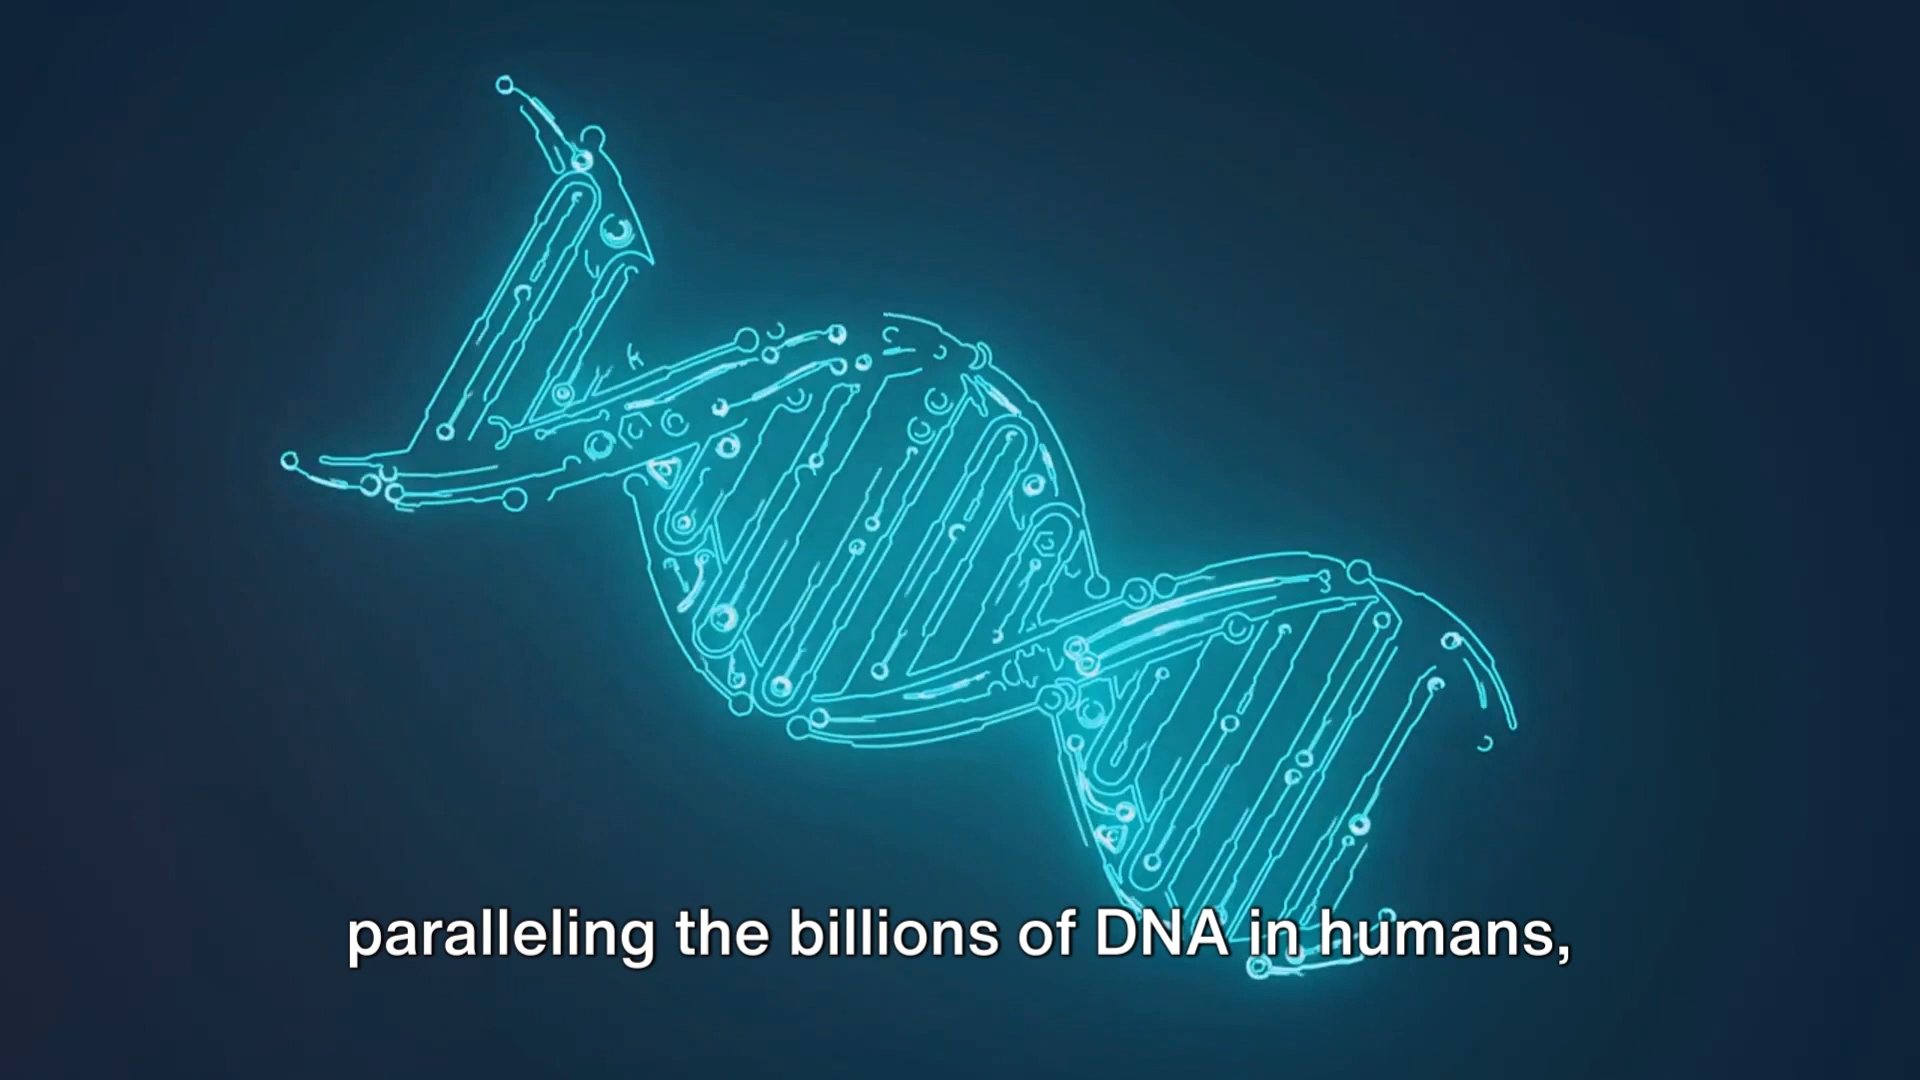 paralleling the billions of DNA in humans,